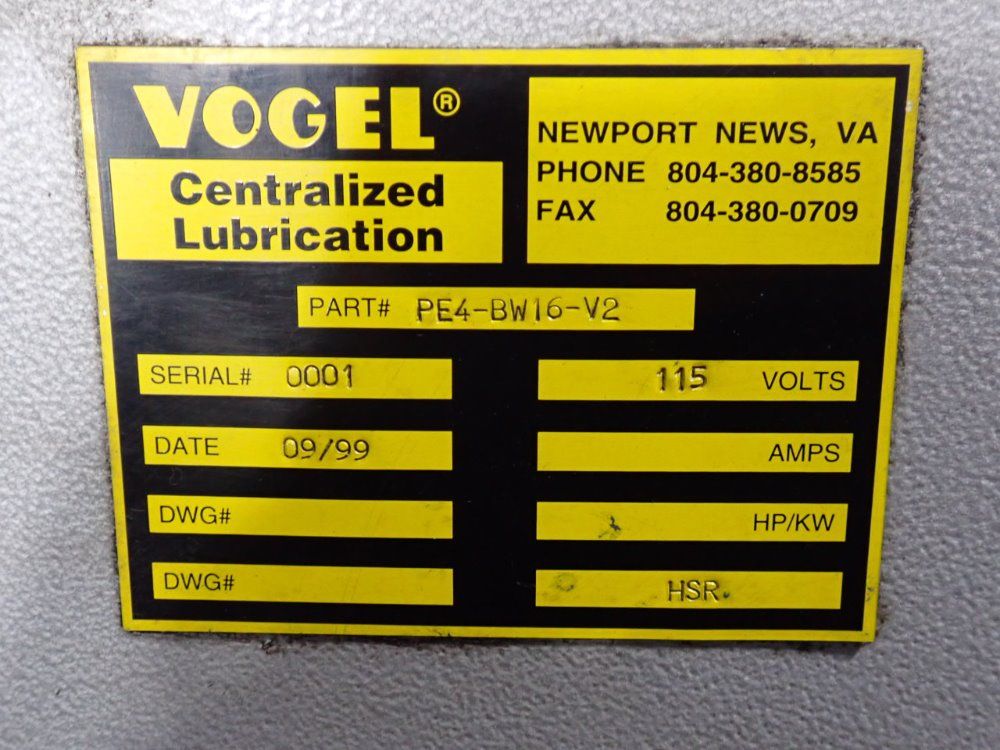 VOGEL®
Centralized
Lubrication
NEWPORT NEWS, VA
PHONE 804-380-8585
FAX 804-380-0709
PART# PE4-BW16-V2
SERIAL# 0001
115 VOLTS
DATE 09/99
AMPS
DWG#
HP/KW
DWG#
HSR